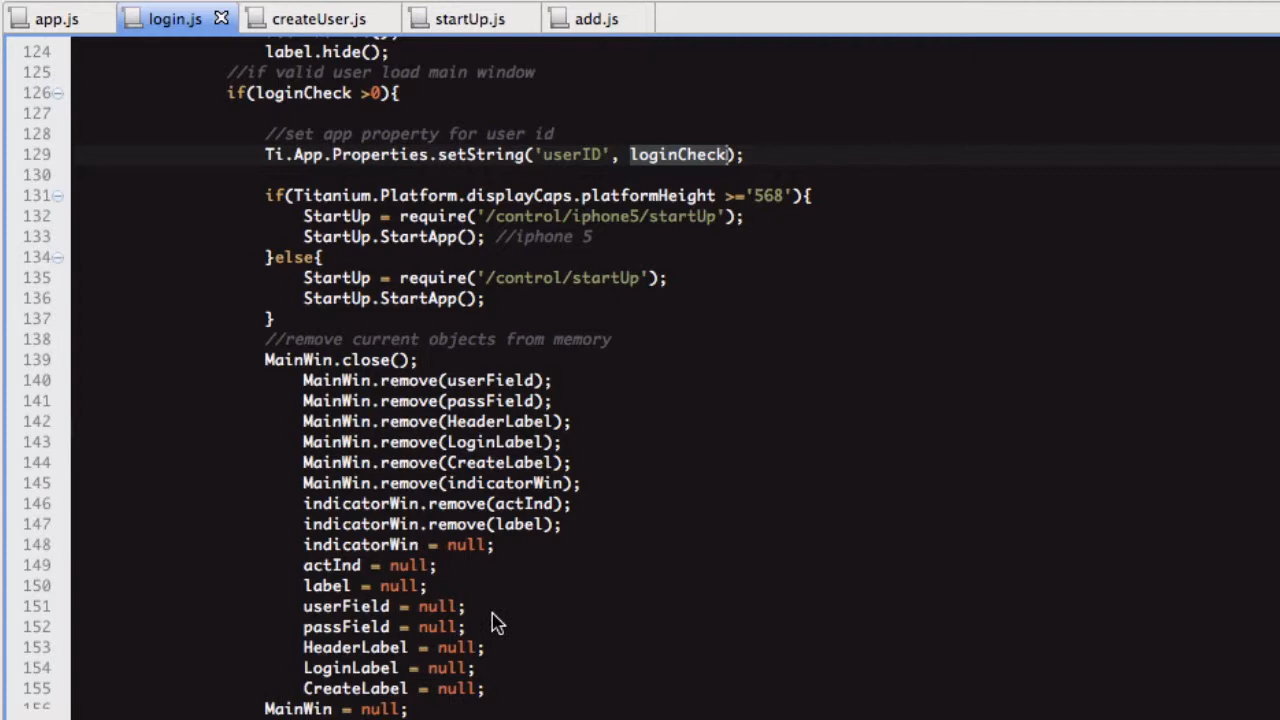 app.js
login.js
createUser.js
startUp.js
add.js
124 label.hide();
125 //if valid user load main window
126 if(loginCheck >0){
127
128 //set app property for user id
129 Ti.App.Properties.setString('userID', loginCheck);
130
131 if(Titanium.Platform.displayCaps.platformHeight >='568'){
132 StartUp = require('/control/iphone5/startUp');
133 StartUp.StartApp(); //iphone 5
134 }else{
135 StartUp = require('/control/startUp');
136 StartUp.StartApp();
137 }
138 //remove current objects from memory
139 MainWin.close();
140 MainWin.remove(userField);
141 MainWin.remove(passField);
142 MainWin.remove(HeaderLabel);
143 MainWin.remove(LoginLabel);
144 MainWin.remove(CreateLabel);
145 MainWin.remove(indicatorWin);
146 indicatorWin.remove(actInd);
147 indicatorWin.remove(label);
148 indicatorWin = null;
149 actInd = null;
150 label = null;
151 userField = null;
152 passField = null;
153 HeaderLabel = null;
154 LoginLabel = null;
155 CreateLabel = null;
156 MainWin = null;